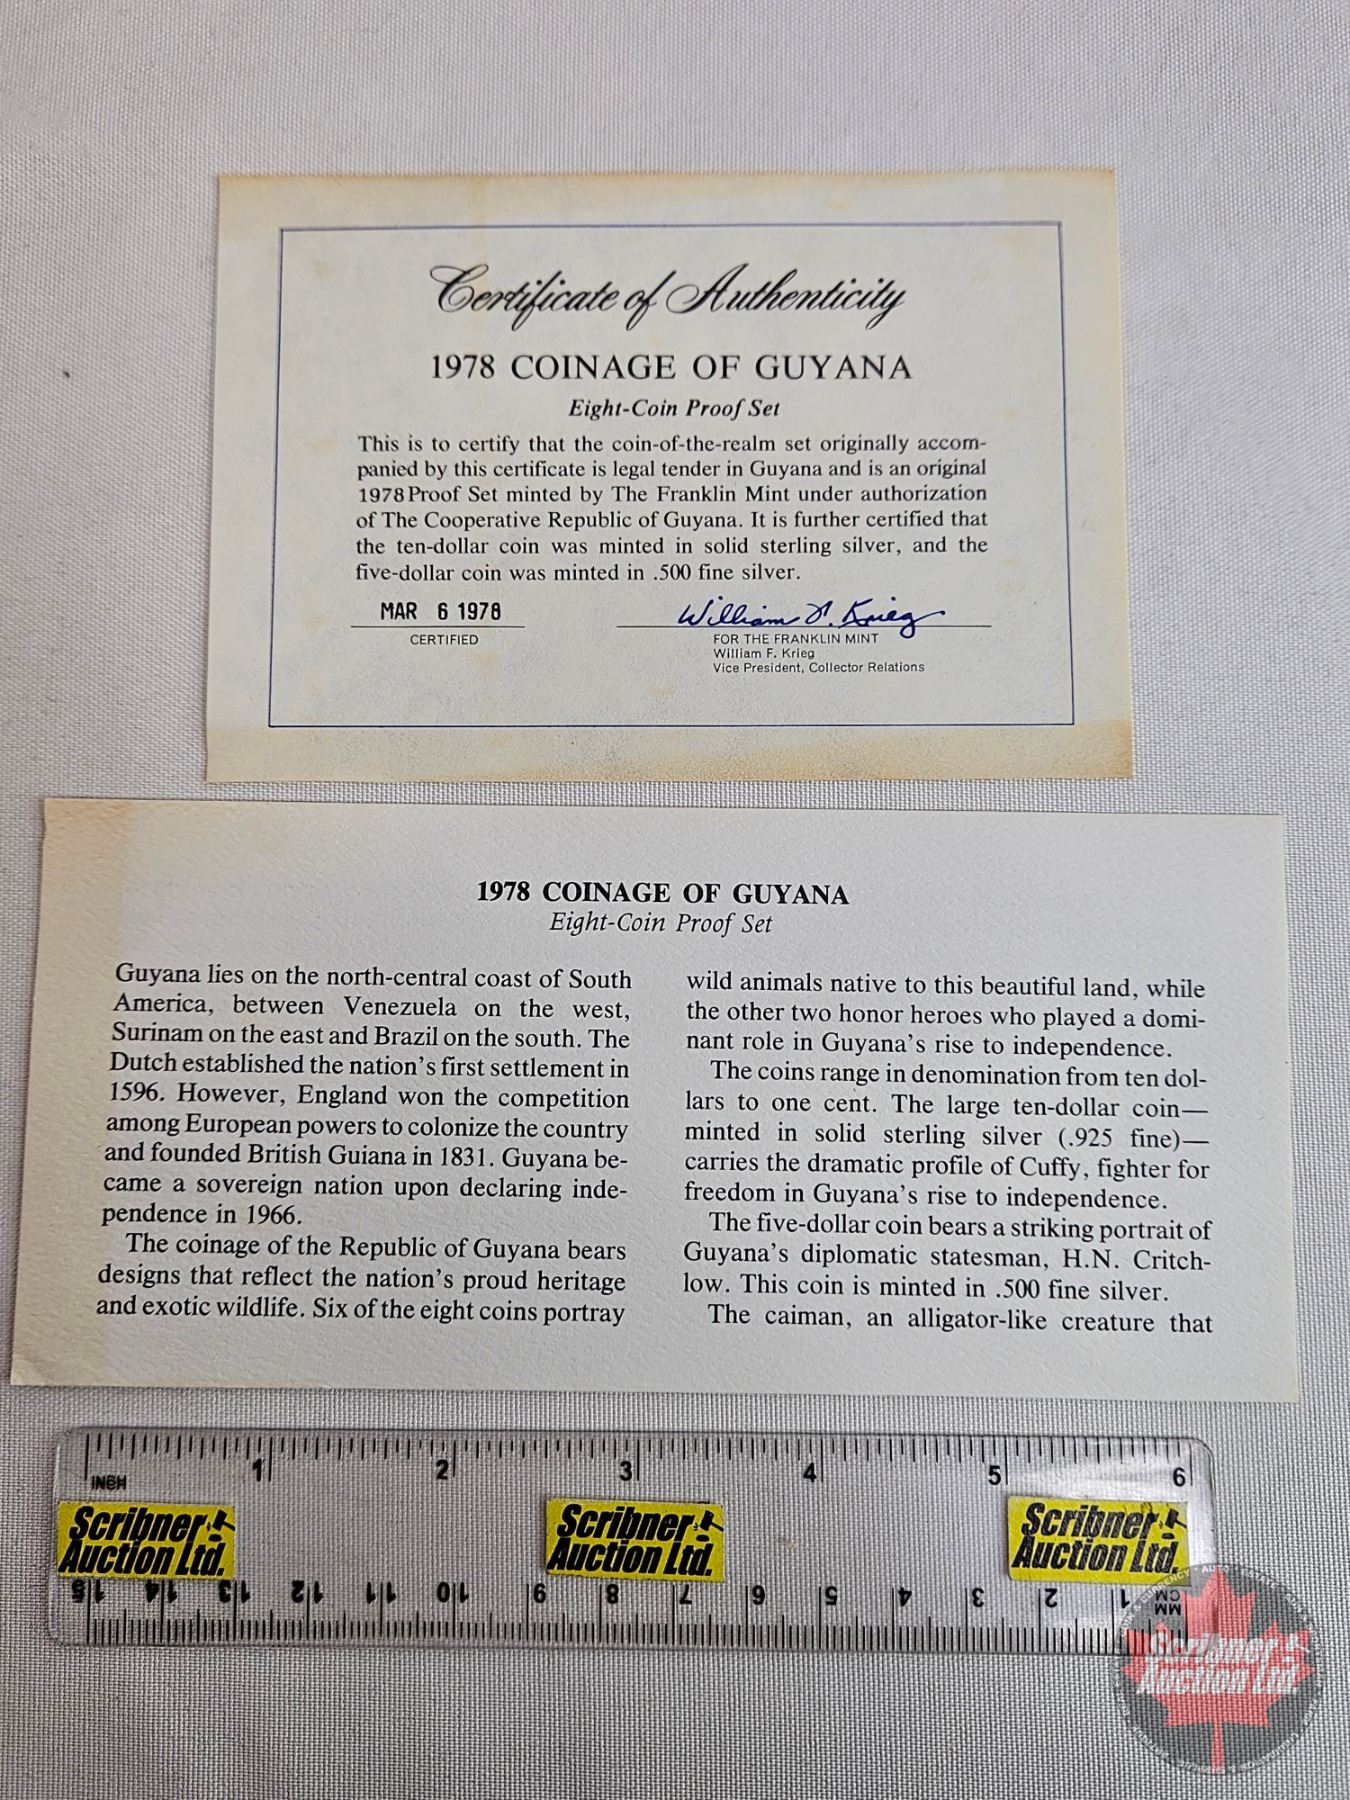 Certificate of Authenticity
1978 COINAGE OF GUYANA
Eight-Coin Proof Set
This is to certify that the coin-of-the-realm set originally accom-
panied by this certificate is legal tender in Guyana and is an original
1978 Proof Set minted by The Franklin Mint under authorization
of The Cooperative Republic of Guyana. It is further certified that
the ten-dollar coin was minted in solid sterling silver, and the
five-dollar coin was minted in .500 fine silver.
MAR 6 1978
CERTIFIED
William F. Krieg
FOR THE FRANKLIN MINT
William F. Krieg
Vice President, Collector Relations
1978 COINAGE OF GUYANA
Eight-Coin Proof Set
Guyana lies on the north-central coast of South
America, between Venezuela on the west,
Surinam on the east and Brazil on the south. The
Dutch established the nation's first settlement in
1596. However, England won the competition
among European powers to colonize the country
and founded British Guiana in 1831. Guyana be-
came a sovereign nation upon declaring inde-
pendence in 1966.
The coinage of the Republic of Guyana bears
designs that reflect the nation's proud heritage
and exotic wildlife. Six of the eight coins portray
wild animals native to this beautiful land, while
the other two honor heroes who played a domi-
nant role in Guyana's rise to independence.
The coins range in denomination from ten dol-
lars to one cent. The large ten-dollar coin—
minted in solid sterling silver (.925 fine)—
carries the dramatic profile of Cuffy, fighter for
freedom in Guyana's rise to independence.
The five-dollar coin bears a striking portrait of
Guyana's diplomatic statesman, H.N. Critch-
low. This coin is minted in .500 fine silver.
The caiman, an alligator-like creature that
INCH 1 2 3 4 5 6
Scribner Auction Ltd.
Scribner Auction Ltd.
Scribner Auction Ltd.
15 14 13 12 11 10 9 8 7 6 5 4 3 2 1 CM MM
Scribner
Auction Ltd.